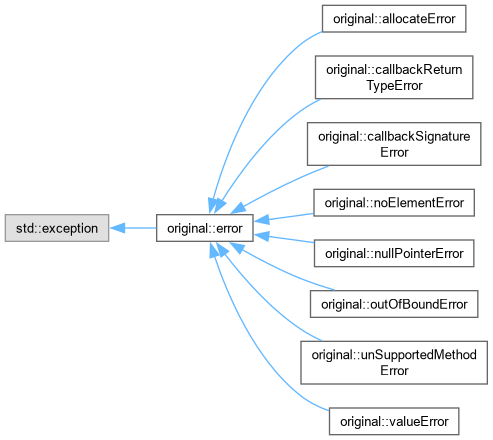 original::allocateError
original::callbackReturn
TypeError
original::callbackSignature
Error
original::noElementError
std::exception
original::error
original::nullPointerError
original::outOfBoundError
original::unSupportedMethod
Error
original::valueError